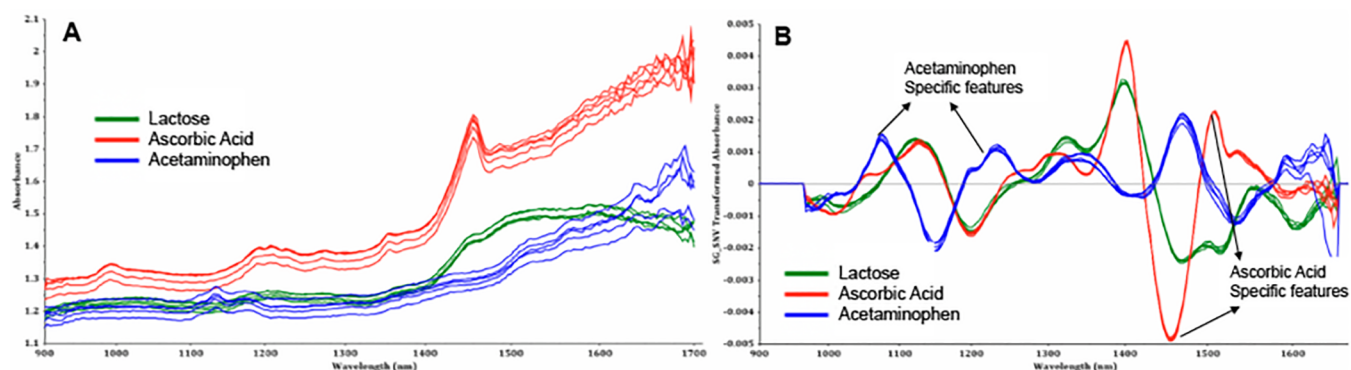 A
2.1
2
1.9
1.8
1.7
1.6
1.5
1.4
1.3
1.2
1.1
Absorbance
Lactose
Ascorbic Acid
Acetaminophen
900 1000 1100 1200 1300 1400 1500 1600 1700
Wavelength (nm)
B
0.005
0.004
0.003
0.002
0.001
0
-0.001
-0.002
-0.003
-0.004
-0.005
SG_SNV Transformed Absorbance
Acetaminophen
Specific features
Lactose
Ascorbic Acid
Acetaminophen
Ascorbic Acid
Specific features
900 1000 1100 1200 1300 1400 1500 1600
Wavelength (nm)